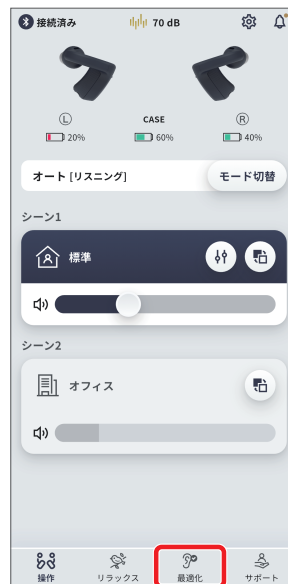 接続済み 70 dB
L CASE R
20% 60% 40%
オート [リスニング] モード切替
シーン1
標準
シーン2
オフィス
操作 リラックス 最適化 サポート